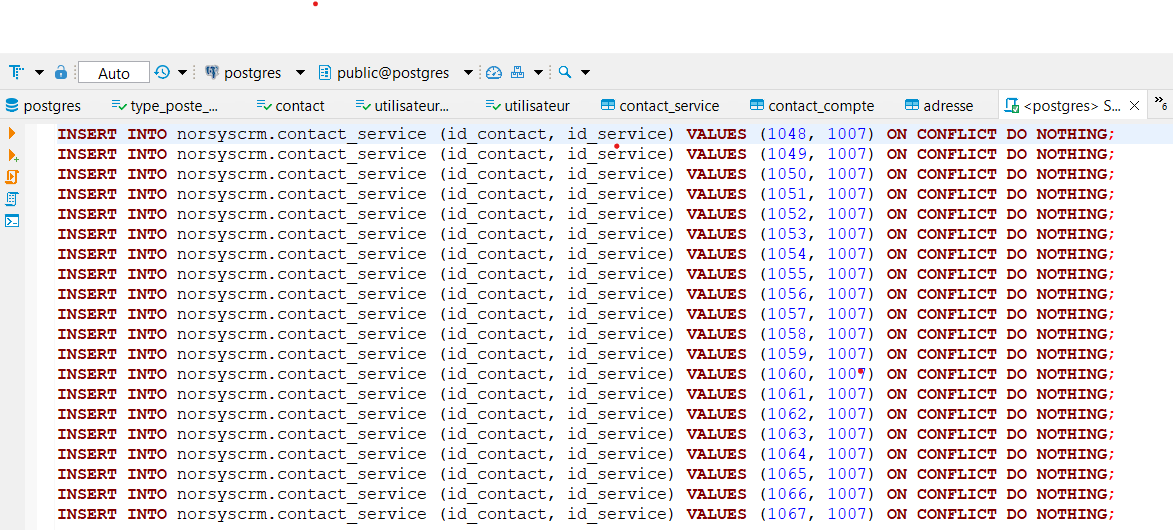 Auto postgres public@postgres
postgres type_poste_... contact utilisateur... utilisateur contact_service contact_compte adresse <postgres> S... »6
INSERT INTO norsyscrm.contact_service (id_contact, id_service) VALUES (1048, 1007) ON CONFLICT DO NOTHING;
INSERT INTO norsyscrm.contact_service (id_contact, id_service) VALUES (1049, 1007) ON CONFLICT DO NOTHING;
INSERT INTO norsyscrm.contact_service (id_contact, id_service) VALUES (1050, 1007) ON CONFLICT DO NOTHING;
INSERT INTO norsyscrm.contact_service (id_contact, id_service) VALUES (1051, 1007) ON CONFLICT DO NOTHING;
INSERT INTO norsyscrm.contact_service (id_contact, id_service) VALUES (1052, 1007) ON CONFLICT DO NOTHING;
INSERT INTO norsyscrm.contact_service (id_contact, id_service) VALUES (1053, 1007) ON CONFLICT DO NOTHING;
INSERT INTO norsyscrm.contact_service (id_contact, id_service) VALUES (1054, 1007) ON CONFLICT DO NOTHING;
INSERT INTO norsyscrm.contact_service (id_contact, id_service) VALUES (1055, 1007) ON CONFLICT DO NOTHING;
INSERT INTO norsyscrm.contact_service (id_contact, id_service) VALUES (1056, 1007) ON CONFLICT DO NOTHING;
INSERT INTO norsyscrm.contact_service (id_contact, id_service) VALUES (1057, 1007) ON CONFLICT DO NOTHING;
INSERT INTO norsyscrm.contact_service (id_contact, id_service) VALUES (1058, 1007) ON CONFLICT DO NOTHING;
INSERT INTO norsyscrm.contact_service (id_contact, id_service) VALUES (1059, 1007) ON CONFLICT DO NOTHING;
INSERT INTO norsyscrm.contact_service (id_contact, id_service) VALUES (1060, 1007) ON CONFLICT DO NOTHING;
INSERT INTO norsyscrm.contact_service (id_contact, id_service) VALUES (1061, 1007) ON CONFLICT DO NOTHING;
INSERT INTO norsyscrm.contact_service (id_contact, id_service) VALUES (1062, 1007) ON CONFLICT DO NOTHING;
INSERT INTO norsyscrm.contact_service (id_contact, id_service) VALUES (1063, 1007) ON CONFLICT DO NOTHING;
INSERT INTO norsyscrm.contact_service (id_contact, id_service) VALUES (1064, 1007) ON CONFLICT DO NOTHING;
INSERT INTO norsyscrm.contact_service (id_contact, id_service) VALUES (1065, 1007) ON CONFLICT DO NOTHING;
INSERT INTO norsyscrm.contact_service (id_contact, id_service) VALUES (1066, 1007) ON CONFLICT DO NOTHING;
INSERT INTO norsyscrm.contact_service (id_contact, id_service) VALUES (1067, 1007) ON CONFLICT DO NOTHING;